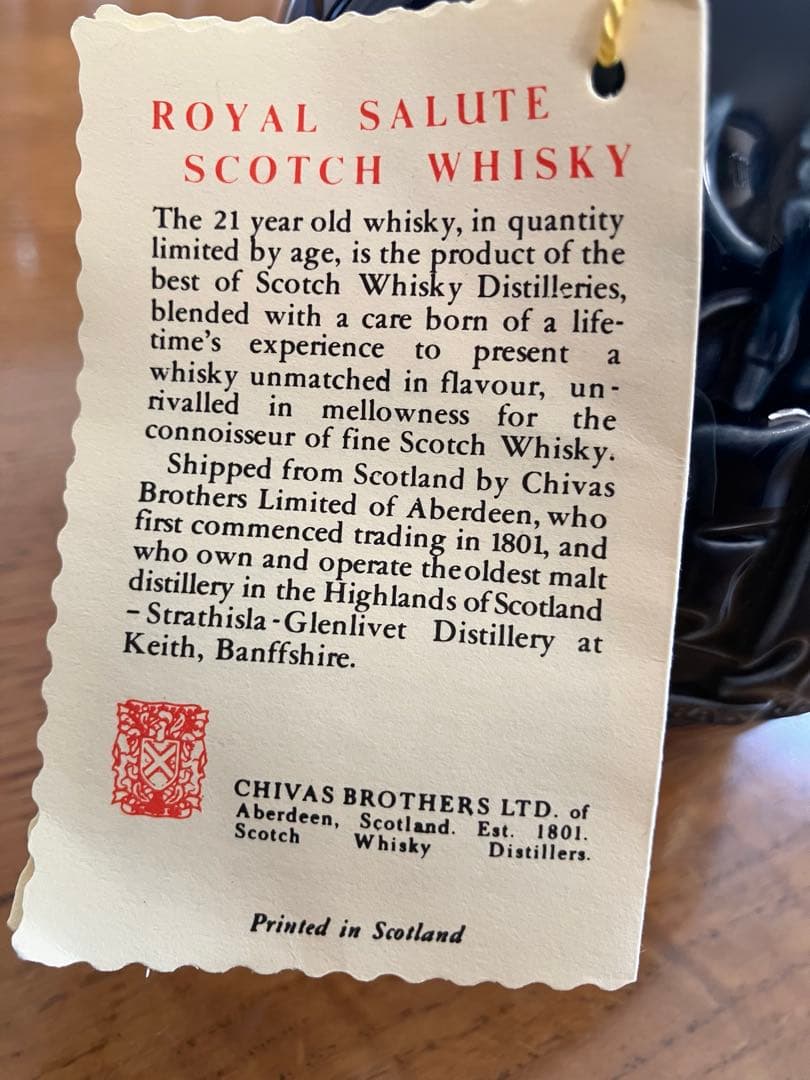 ROYAL SALUTE
SCOTCH WHISKY
The 21 year old whisky, in quantity
limited by age, is the product of the
best of Scotch Whisky Distilleries,
blended with a care born of a life-
time's experience to present a
whisky unmatched in flavour, un-
rivalled in mellowness for the
connoisseur of fine Scotch Whisky.
Shipped from Scotland by Chivas
Brothers Limited of Aberdeen, who
first commenced trading in 1801, and
who own and operate the oldest malt
distillery in the Highlands of Scotland
– Strathisla-Glenlivet Distillery at
Keith, Banffshire.
CHIVAS BROTHERS LTD. of
Aberdeen, Scotland. Est. 1801.
Scotch Whisky Distillers.
Printed in Scotland